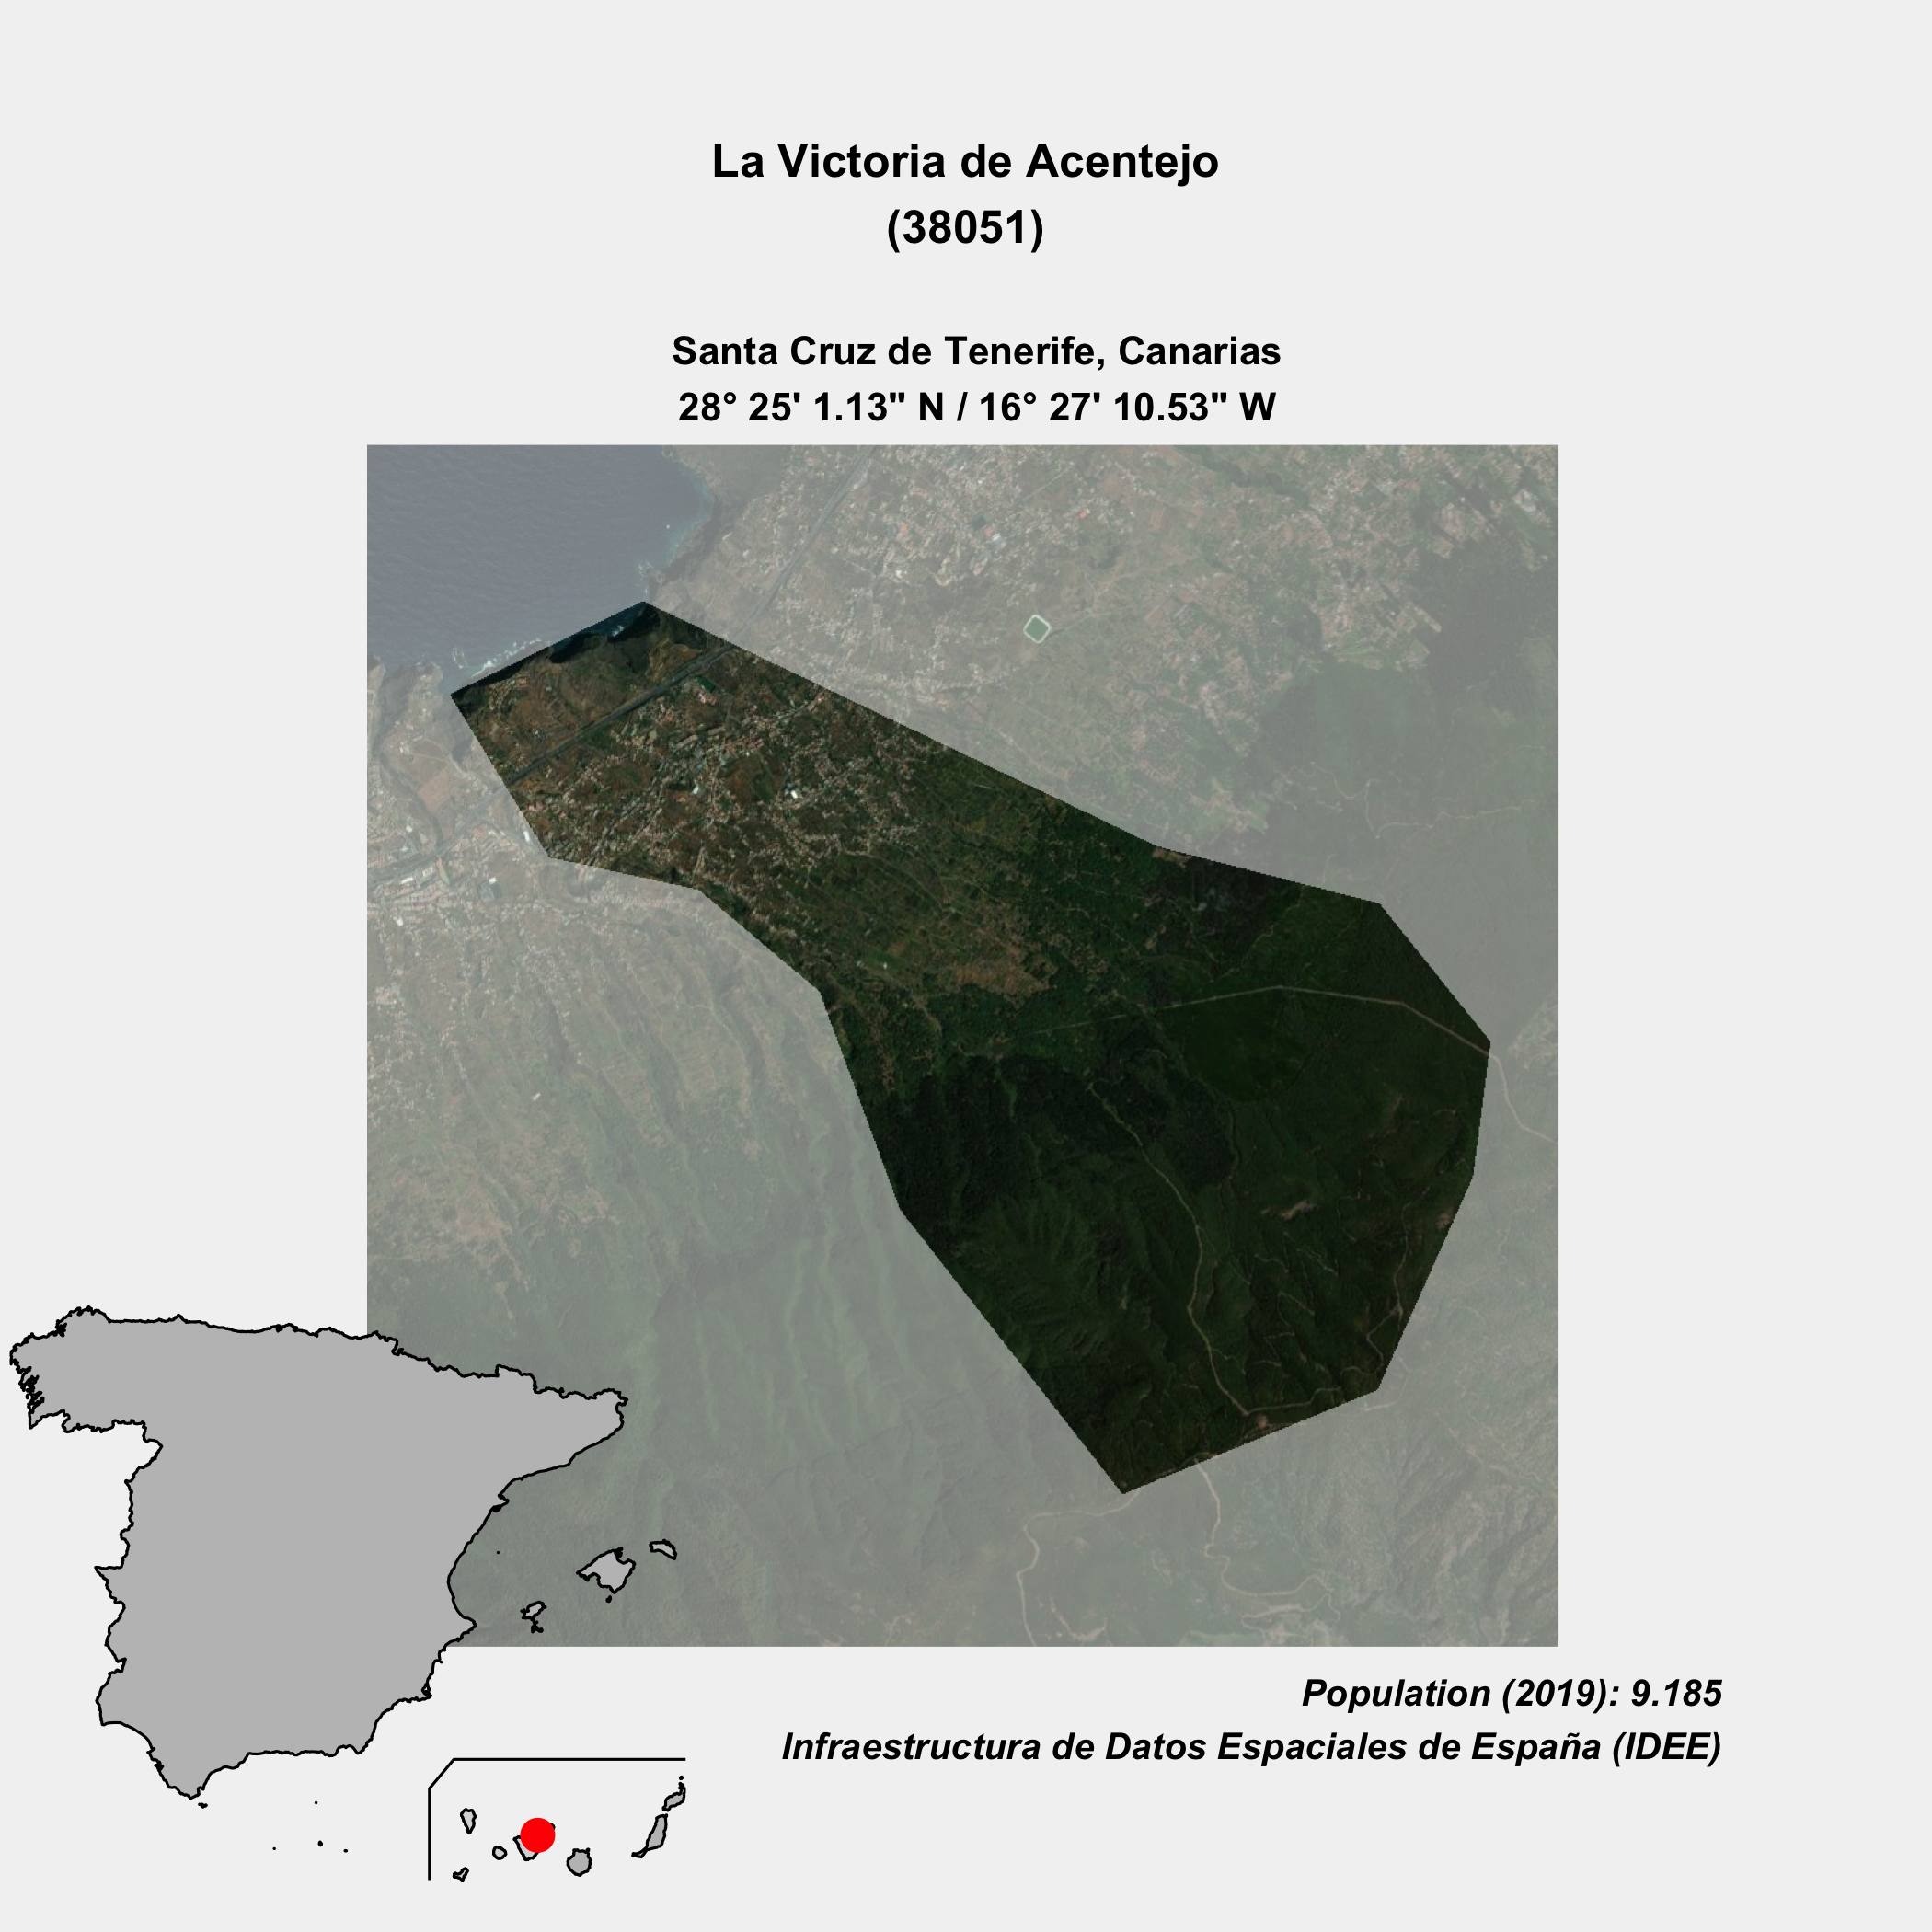 La Victoria de Acentejo
(38051)
Santa Cruz de Tenerife, Canarias
28° 25' 1.13" N / 16° 27' 10.53" W
Population (2019): 9.185
Infraestructura de Datos Espaciales de España (IDEE)